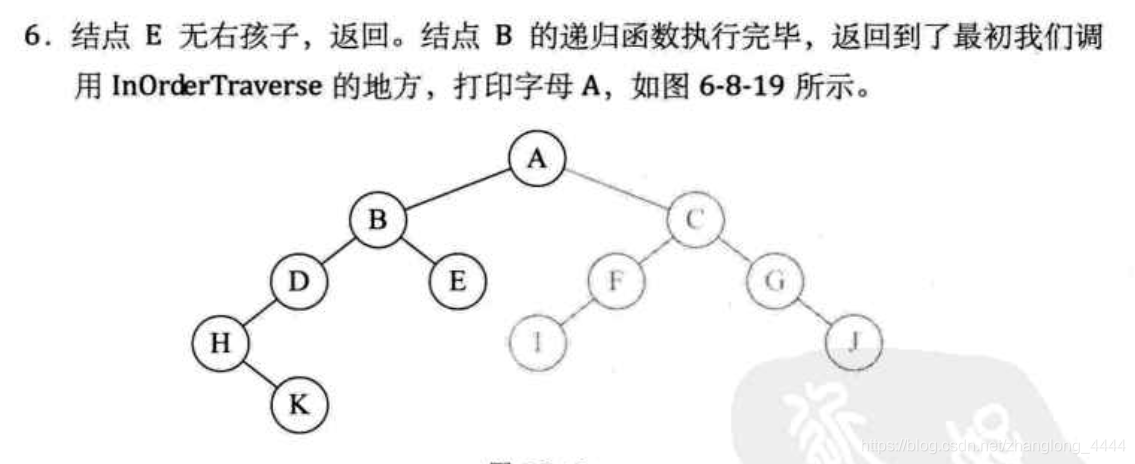 6. 结点 E 无右孩子，返回。结点 B 的递归函数执行完毕，返回到了最初我们调
用 InOrderTraverse 的地方，打印字母 A，如图 6-8-19 所示。
A
B
C
D
E
F
G
H
I
J
K
https://blog.csdn.net/zhanglong_4444